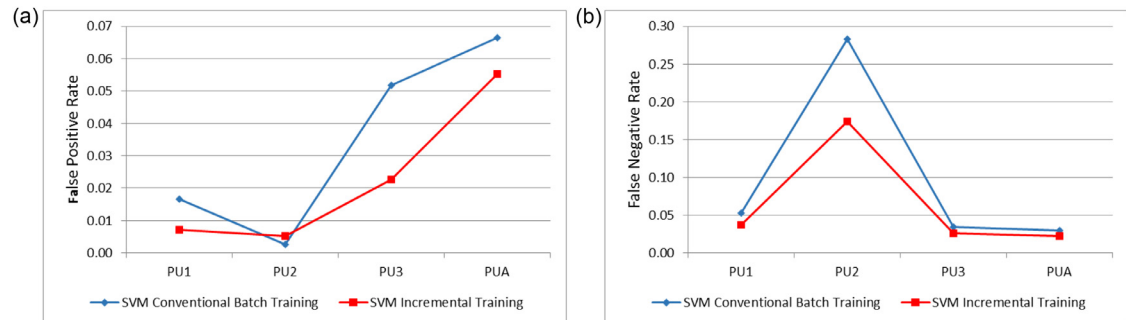 (a)
0.07
0.06
0.05
0.04
0.03
0.02
0.01
0.00
False Positive Rate
PU1 PU2 PU3 PUA
SVM Conventional Batch Training SVM Incremental Training
(b)
0.30
0.25
0.20
0.15
0.10
0.05
0.00
False Negative Rate
PU1 PU2 PU3 PUA
SVM Conventional Batch Training SVM Incremental Training